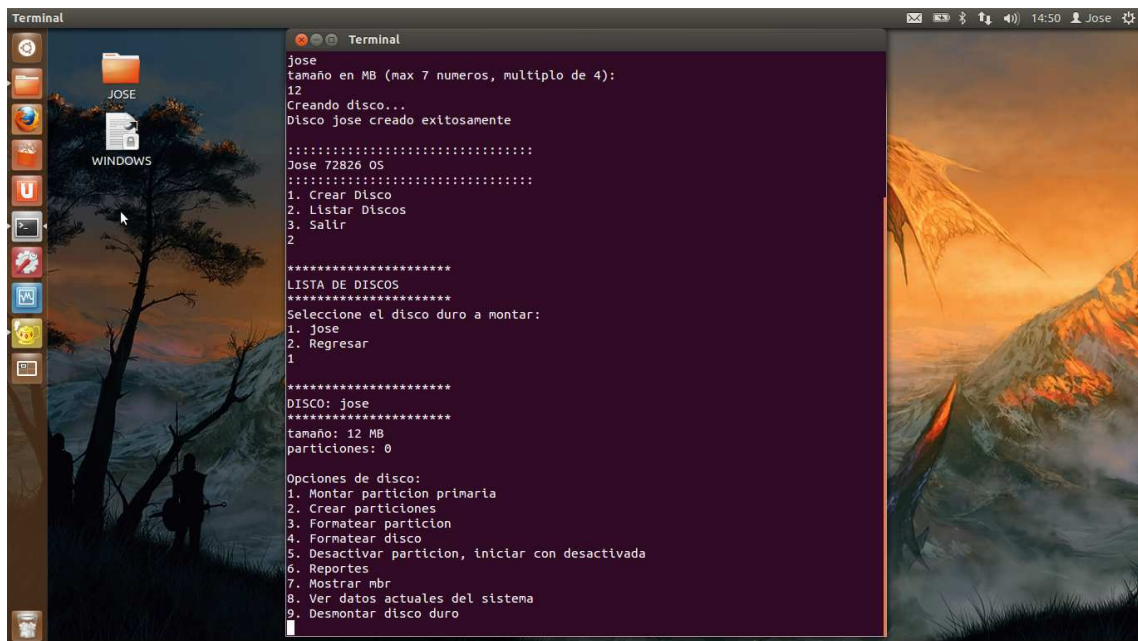 Terminal
14:50 Jose
Terminal
JOSE
WINDOWS
jose
tamaño en MB (max 7 numeros, multiplo de 4):
12
Creando disco...
Disco jose creado exitosamente
:::::::::::::::::::::::::::::::::
Jose 72826 OS
:::::::::::::::::::::::::::::::::
1. Crear Disco
2. Listar Discos
3. Salir
2
**********************
LISTA DE DISCOS
**********************
Seleccione el disco duro a montar:
1. jose
2. Regresar
1
**********************
DISCO: jose
**********************
tamaño: 12 MB
particiones: 0
Opciones de disco:
1. Montar particion primaria
2. Crear particiones
3. Formatear particion
4. Formatear disco
5. Desactivar particion, iniciar con desactivada
6. Reportes
7. Mostrar mbr
8. Ver datos actuales del sistema
9. Desmontar disco duro